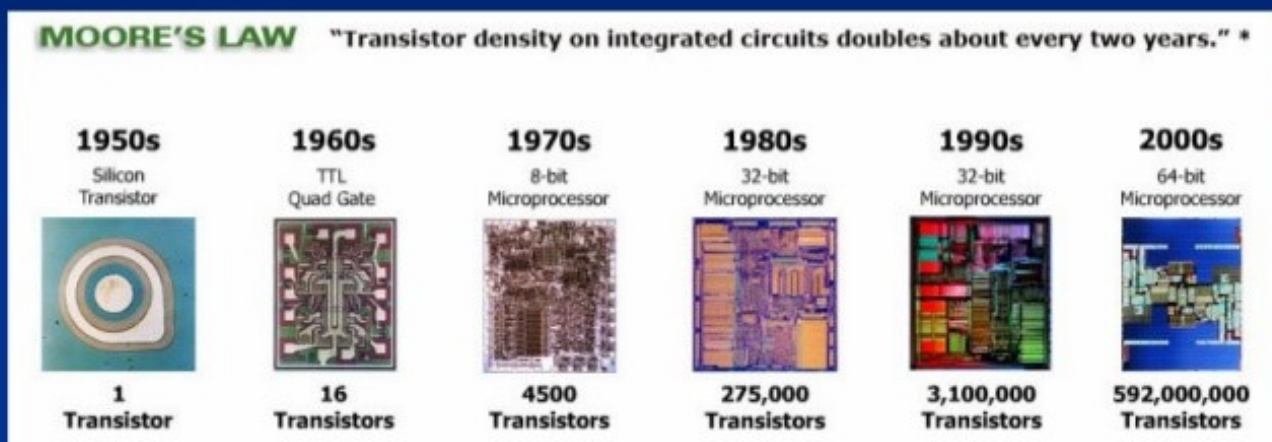 MOORE'S LAW "Transistor density on integrated circuits doubles about every two years." *
1950s
Silicon
Transistor
1
Transistor
1960s
TTL
Quad Gate
16
Transistors
1970s
8-bit
Microprocessor
4500
Transistors
1980s
32-bit
Microprocessor
275,000
Transistors
1990s
32-bit
Microprocessor
3,100,000
Transistors
2000s
64-bit
Microprocessor
592,000,000
Transistors